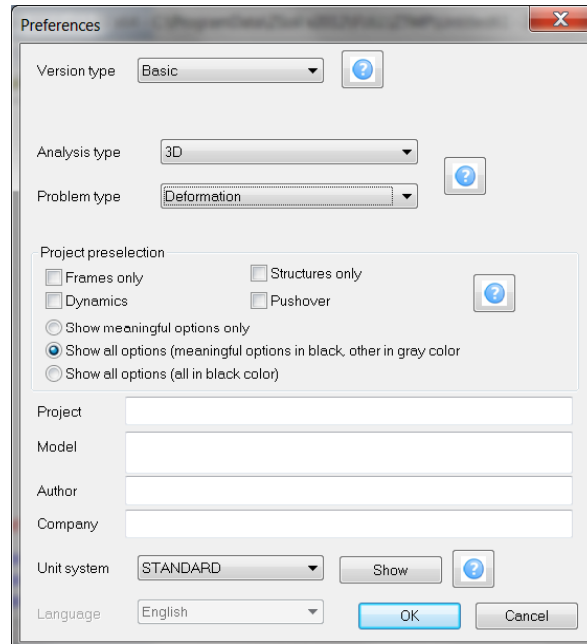 Preferences
Version type Basic
Analysis type 3D
Problem type Deformation
Project preselection
Frames only Structures only
Dynamics Pushover
Show meaningful options only
Show all options (meaningful options in black, other in gray color
Show all options (all in black color)
Project
Model
Author
Company
Unit system STANDARD Show
Language English OK Cancel